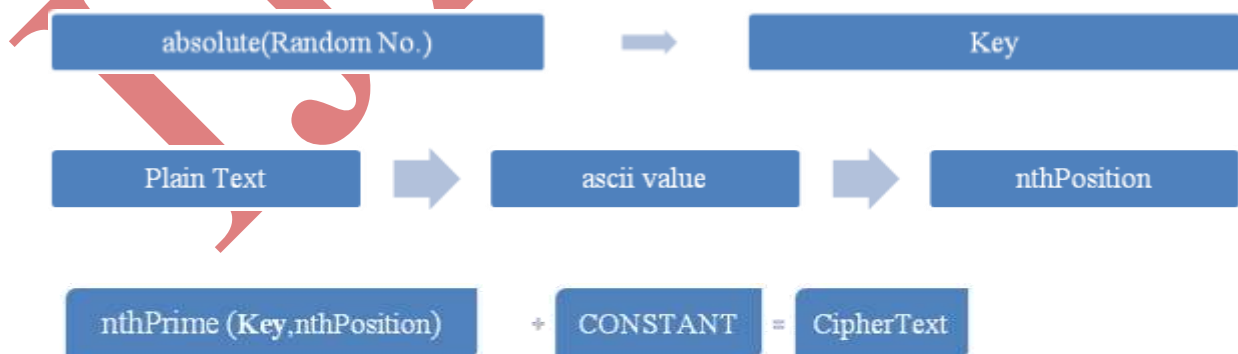 absolute(Random No.) Key
Plain Text ascii value nthPosition
nthPrime (Key,nthPosition) + CONSTANT = CipherText